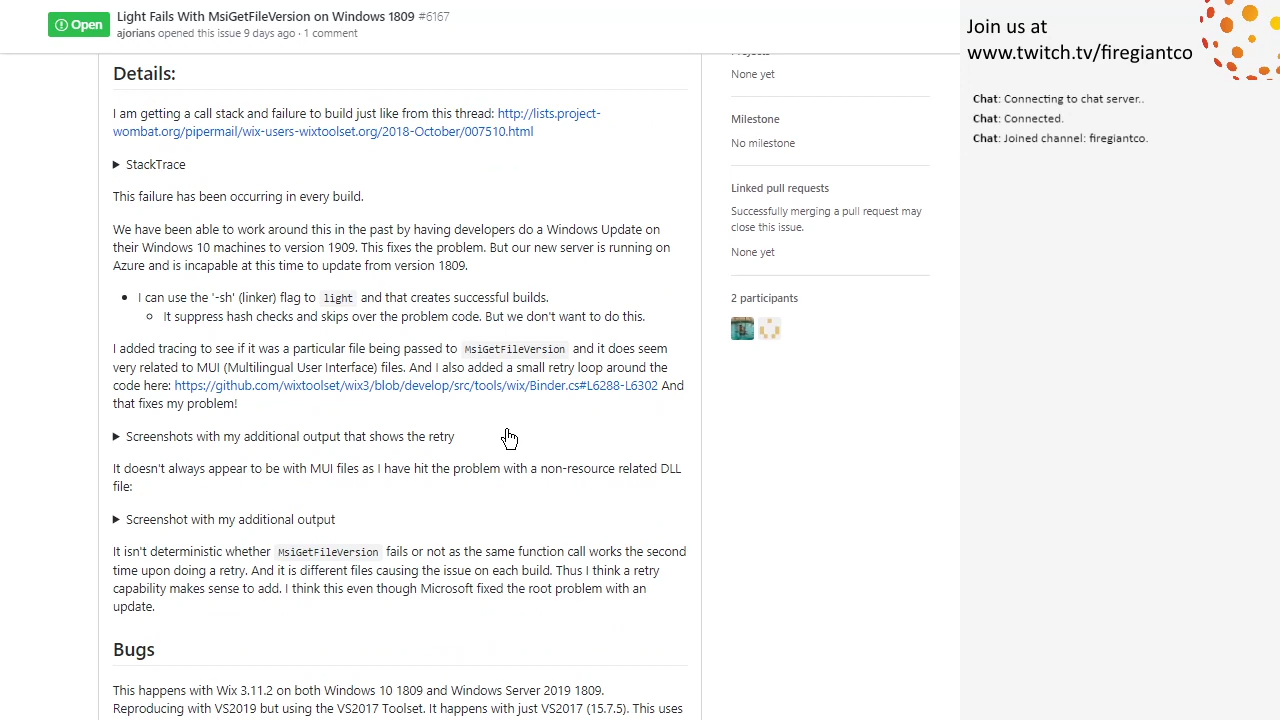 Open
Light Fails With MsiGetFileVersion on Windows 1809 #6167
ajorians opened this issue 9 days ago · 1 comment
Details:
I am getting a call stack and failure to build just like from this thread: http://lists.project-
wombat.org/pipermail/wix-users-wixtoolset.org/2018-October/007510.html
StackTrace
This failure has been occurring in every build.
We have been able to work around this in the past by having developers do a Windows Update on
their Windows 10 machines to version 1909. This fixes the problem. But our new server is running on
Azure and is incapable at this time to update from version 1809.
I can use the '-sh' (linker) flag to light and that creates successful builds.
It suppress hash checks and skips over the problem code. But we don't want to do this.
I added tracing to see if it was a particular file being passed to MsiGetFileVersion and it does seem
very related to MUI (Multilingual User Interface) files. And I also added a small retry loop around the
code here: https://github.com/wixtoolset/wix3/blob/develop/src/tools/wix/Binder.cs#L6288-L6302 And
that fixes my problem!
Screenshots with my additional output that shows the retry
It doesn't always appear to be with MUI files as I have hit the problem with a non-resource related DLL
file:
Screenshot with my additional output
It isn't deterministic whether MsiGetFileVersion fails or not as the same function call works the second
time upon doing a retry. And it is different files causing the issue on each build. Thus I think a retry
capability makes sense to add. I think this even though Microsoft fixed the root problem with an
update.
Bugs
This happens with Wix 3.11.2 on both Windows 10 1809 and Windows Server 2019 1809.
Reproducing with VS2019 but using the VS2017 Toolset. It happens with just VS2017 (15.7.5). This uses
Projects
None yet
Milestone
No milestone
Linked pull requests
Successfully merging a pull request may
close this issue.
None yet
2 participants
Join us at
www.twitch.tv/firegiantco
Chat: Connecting to chat server..
Chat: Connected.
Chat: Joined channel: firegiantco.